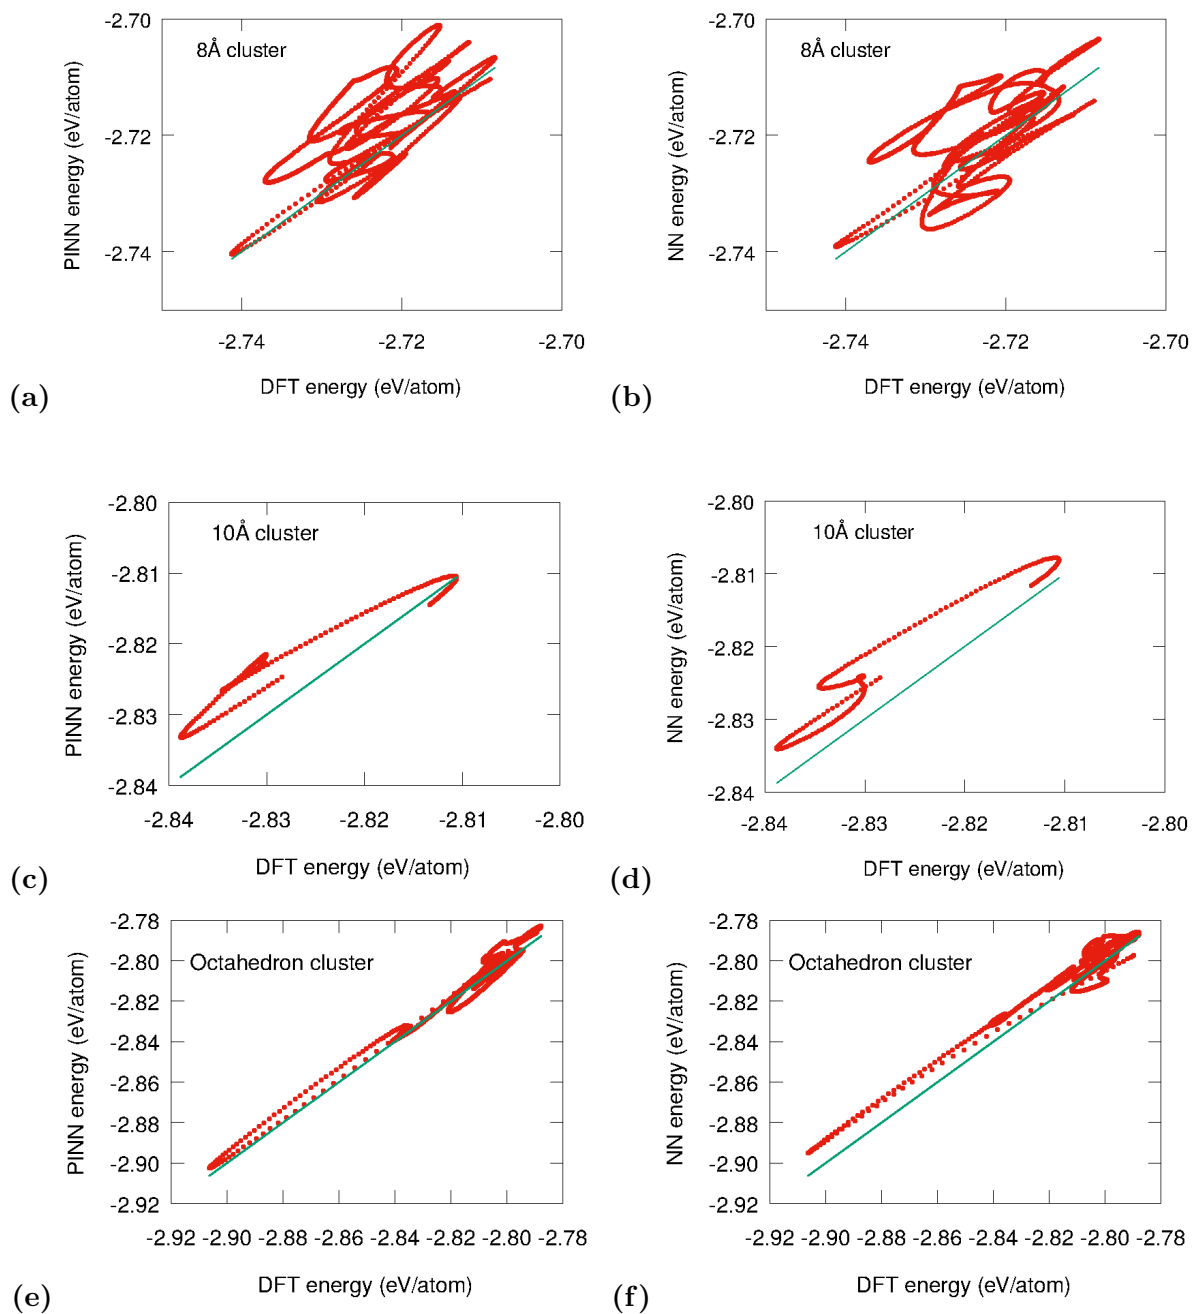 -2.70
8Å cluster
-2.72
-2.74
PINN energy (eV/atom)
-2.74 -2.72 -2.70
DFT energy (eV/atom)
(a)
-2.70
8Å cluster
-2.72
-2.74
NN energy (eV/atom)
-2.74 -2.72 -2.70
DFT energy (eV/atom)
(b)
-2.80
10Å cluster
-2.81
-2.82
-2.83
-2.84
PINN energy (eV/atom)
-2.84 -2.83 -2.82 -2.81 -2.80
DFT energy (eV/atom)
(c)
-2.80
10Å cluster
-2.81
-2.82
-2.83
-2.84
NN energy (eV/atom)
-2.84 -2.83 -2.82 -2.81 -2.80
DFT energy (eV/atom)
(d)
-2.78
-2.80
Octahedron cluster
-2.82
-2.84
-2.86
-2.88
-2.90
-2.92
PINN energy (eV/atom)
-2.92 -2.90 -2.88 -2.86 -2.84 -2.82 -2.80 -2.78
DFT energy (eV/atom)
(e)
-2.78
-2.80
Octahedron cluster
-2.82
-2.84
-2.86
-2.88
-2.90
-2.92
NN energy (eV/atom)
-2.92 -2.90 -2.88 -2.86 -2.84 -2.82 -2.80 -2.78
DFT energy (eV/atom)
(f)